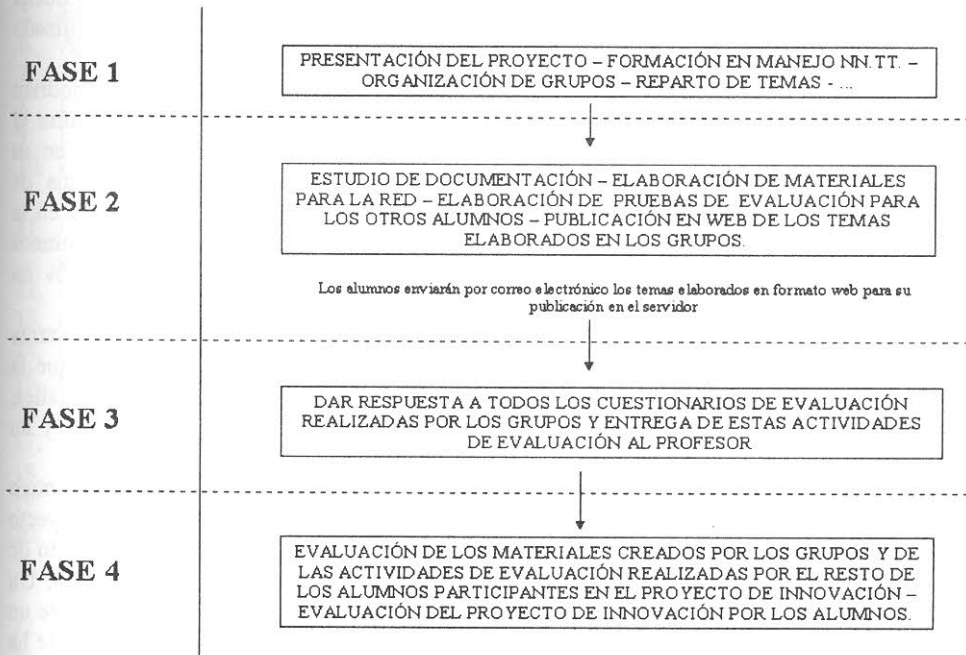 FASE 1
PRESENTACIÓN DEL PROYECTO – FORMACIÓN EN MANEJO NN.TT. –
ORGANIZACIÓN DE GRUPOS – REPARTO DE TEMAS - ...
FASE 2
ESTUDIO DE DOCUMENTACIÓN – ELABORACIÓN DE MATERIALES
PARA LA RED – ELABORACIÓN DE PRUEBAS DE EVALUACIÓN PARA
LOS OTROS ALUMNOS – PUBLICACIÓN EN WEB DE LOS TEMAS
ELABORADOS EN LOS GRUPOS.
Los alumnos enviarán por correo electrónico los temas elaborados en formato web para su
publicación en el servidor
FASE 3
DAR RESPUESTA A TODOS LOS CUESTIONARIOS DE EVALUACIÓN
REALIZADAS POR LOS GRUPOS Y ENTREGA DE ESTAS ACTIVIDADES
DE EVALUACIÓN AL PROFESOR
FASE 4
EVALUACIÓN DE LOS MATERIALES CREADOS POR LOS GRUPOS Y DE
LAS ACTIVIDADES DE EVALUACIÓN REALIZADAS POR EL RESTO DE
LOS ALUMNOS PARTICIPANTES EN EL PROYECTO DE INNOVACIÓN –
EVALUACIÓN DEL PROYECTO DE INNOVACIÓN POR LOS ALUMNOS.